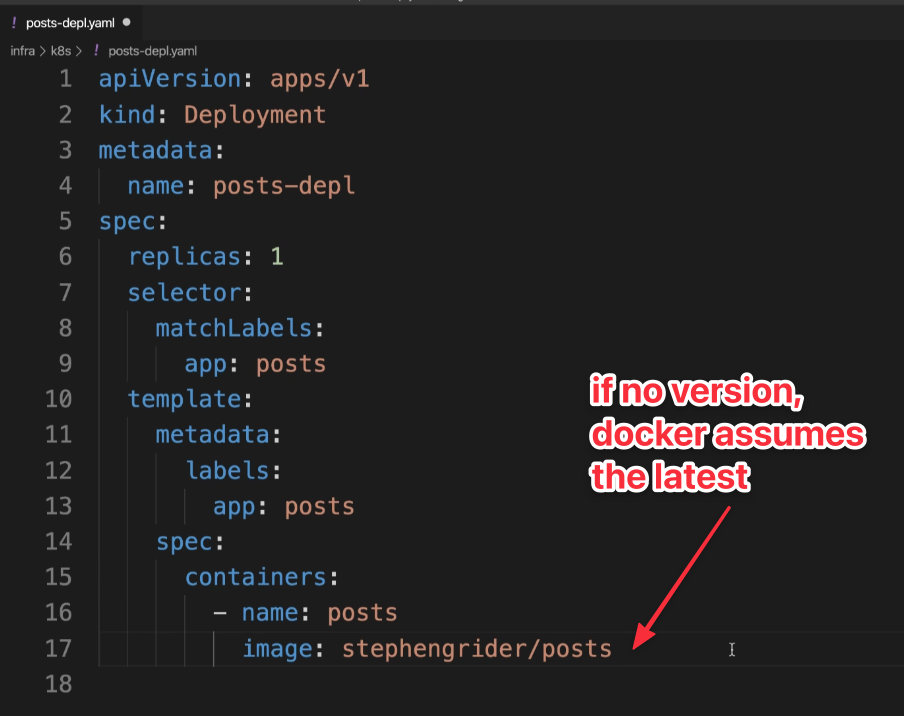 ! posts-depl.yaml ●
infra > k8s > ! posts-depl.yaml
1 apiVersion: apps/v1
2 kind: Deployment
3 metadata:
4   name: posts-depl
5 spec:
6   replicas: 1
7   selector:
8     matchLabels:
9       app: posts
10   template:
11     metadata:
12       labels:
13         app: posts
14     spec:
15       containers:
16         - name: posts
17           image: stephengrider/posts
18
if no version,
docker assumes
the latest